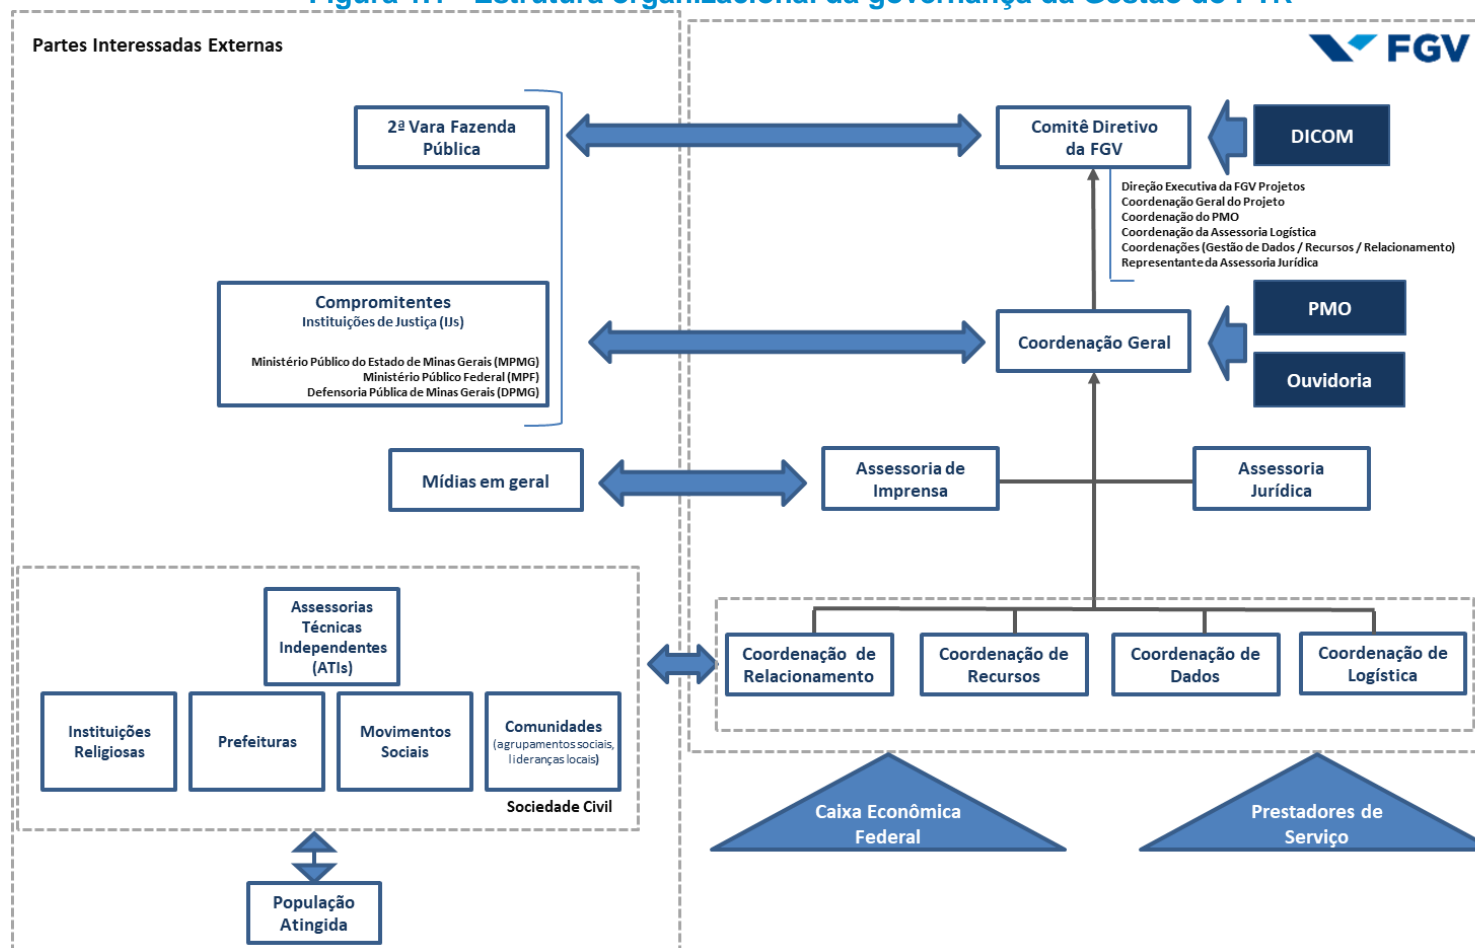 Partes Interessadas Externas
FGV
2ª Vara Fazenda
Pública
Comitê Diretivo
da FGV
DICOM
Direção Executiva da FGV Projetos
Coordenação Geral do Projeto
Coordenação do PMO
Coordenação da Assessoria Logística
Coordenações (Gestão de Dados / Recursos / Relacionamento)
Representante da Assessoria Jurídica
Compromitentes
Instituições de Justiça (IJs)
Ministério Público do Estado de Minas Gerais (MPMG)
Ministério Público Federal (MPF)
Defensoria Pública de Minas Gerais (DPMG)
Coordenação Geral
PMO
Ouvidoria
Mídias em geral
Assessoria de
Imprensa
Assessoria
Jurídica
Assessorias
Técnicas
Independentes
(ATIs)
Coordenação de
Relacionamento
Coordenação de
Recursos
Coordenação de
Dados
Coordenação de
Logística
Instituições
Religiosas
Prefeituras
Movimentos
Sociais
Comunidades
(agrupamentos sociais,
lideranças locais)
Sociedade Civil
Caixa Econômica
Federal
Prestadores de
Serviço
População
Atingida